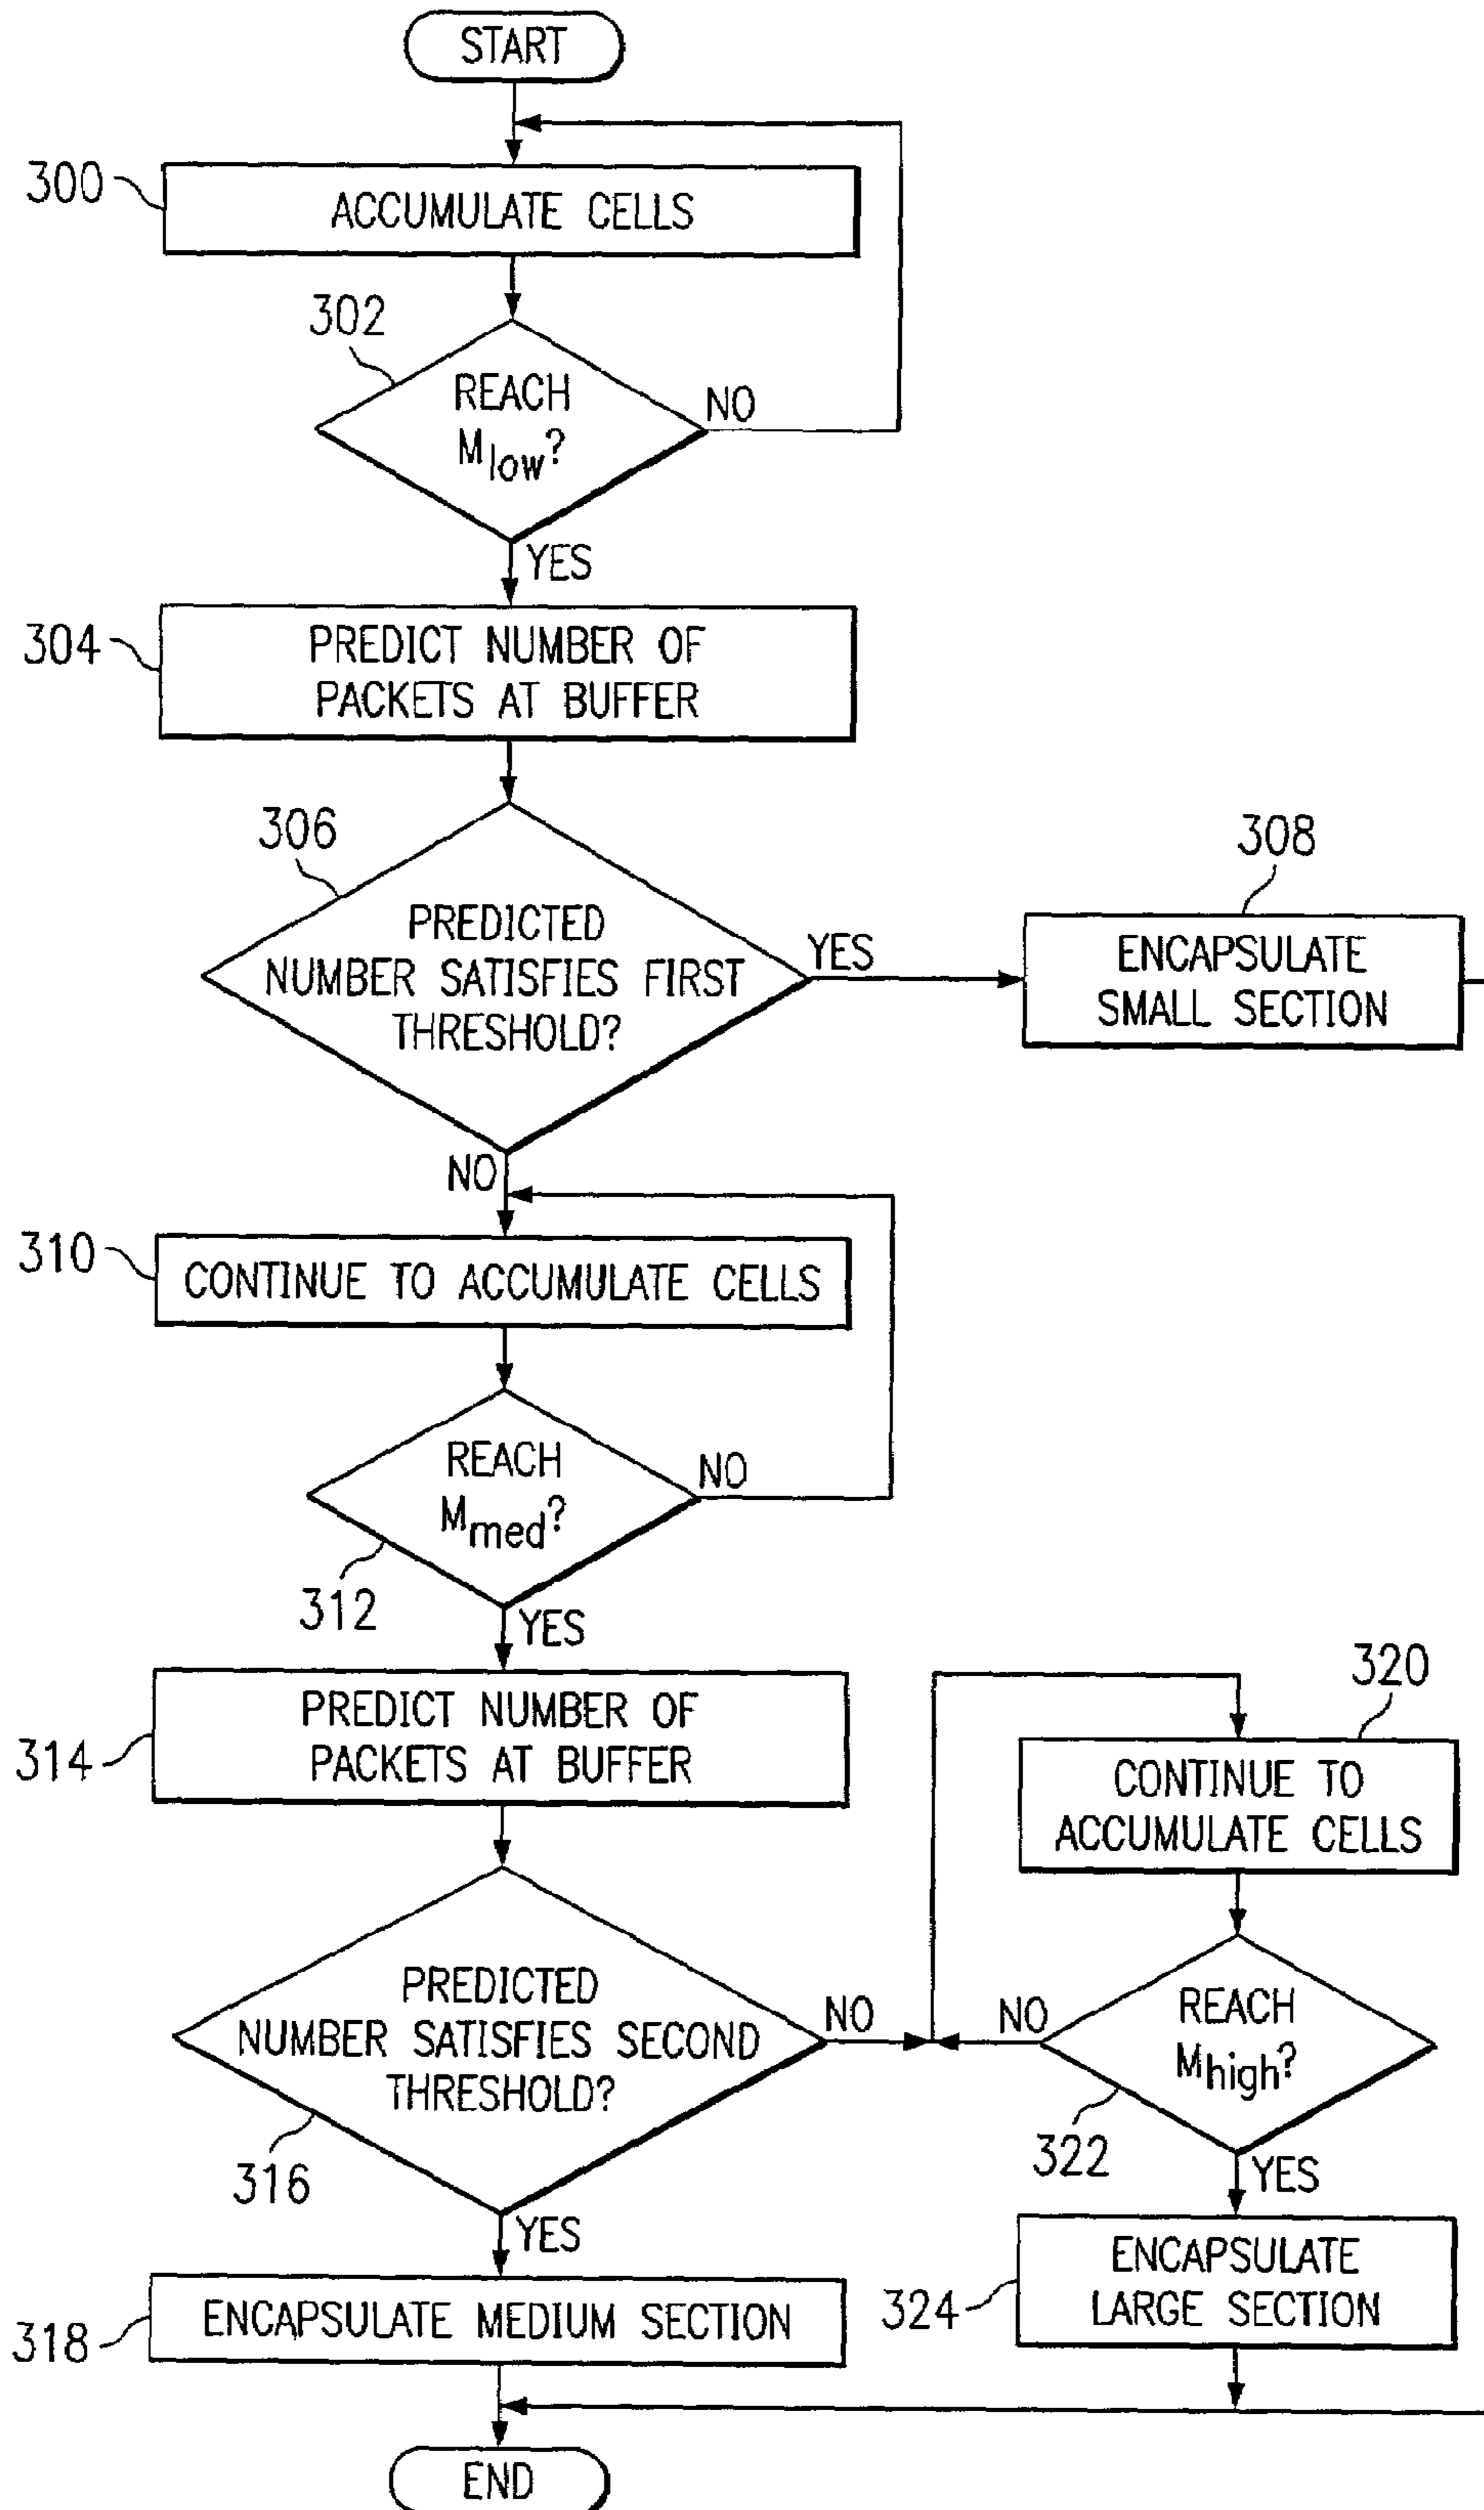 START
300
ACCUMULATE CELLS
302
REACH
M_low?
NO
YES
304
PREDICT NUMBER OF
PACKETS AT BUFFER
306
308
PREDICTED
NUMBER SATISFIES FIRST
THRESHOLD?
YES
ENCAPSULATE
SMALL SECTION
NO
310
CONTINUE TO ACCUMULATE CELLS
REACH
M_med?
NO
312
YES
320
314
PREDICT NUMBER OF
PACKETS AT BUFFER
CONTINUE TO
ACCUMULATE CELLS
PREDICTED
NUMBER SATISFIES SECOND
THRESHOLD?
NO
NO
REACH
M_high?
316
322
YES
YES
318
ENCAPSULATE MEDIUM SECTION
324
ENCAPSULATE
LARGE SECTION
END